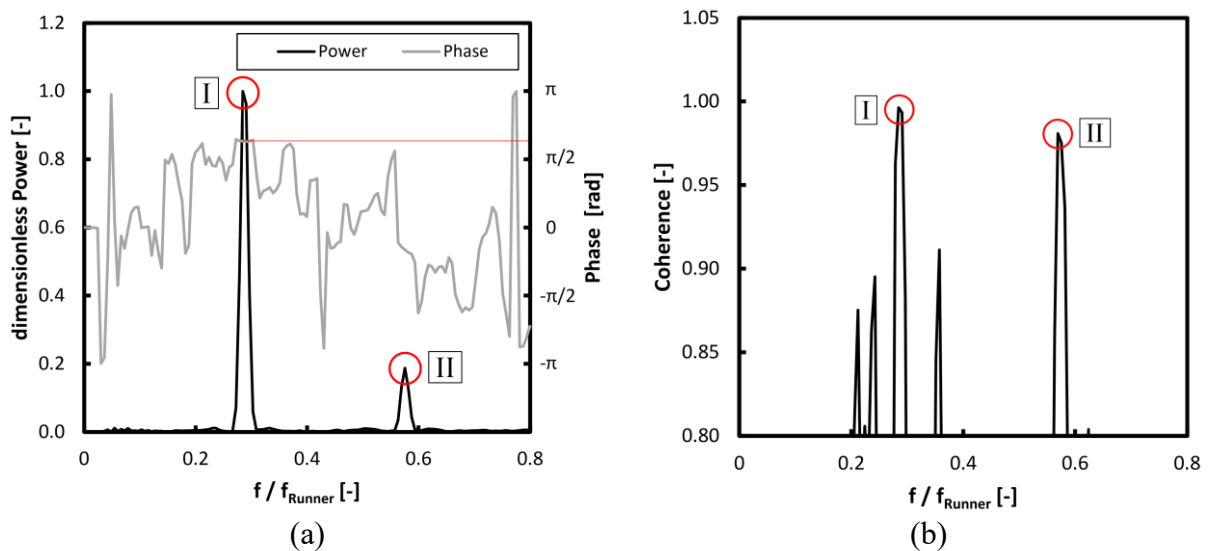 1.2
1.0
0.8
0.6
0.4
0.2
0.0
dimensionless Power [-]
Power
Phase
I
II
π
π/2
0
-π/2
-π
Phase [rad]
0
0.2
0.4
0.6
0.8
f / fRunner [-]
(a)
1.05
1.00
0.95
0.90
0.85
0.80
Coherence [-]
I
II
0
0.2
0.4
0.6
0.8
f / fRunner [-]
(b)